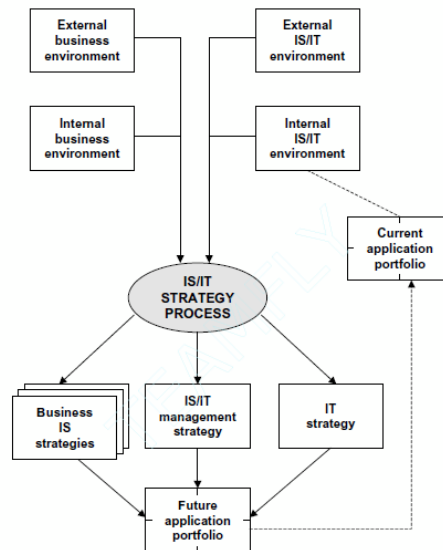 External
business
environment
External
IS/IT
environment
Internal
business
environment
Internal
IS/IT
environment
Current
application
portfolio
IS/IT
STRATEGY
PROCESS
Business
IS
strategies
IS/IT
management
strategy
IT
strategy
Future
application
portfolio
TEAMFLY